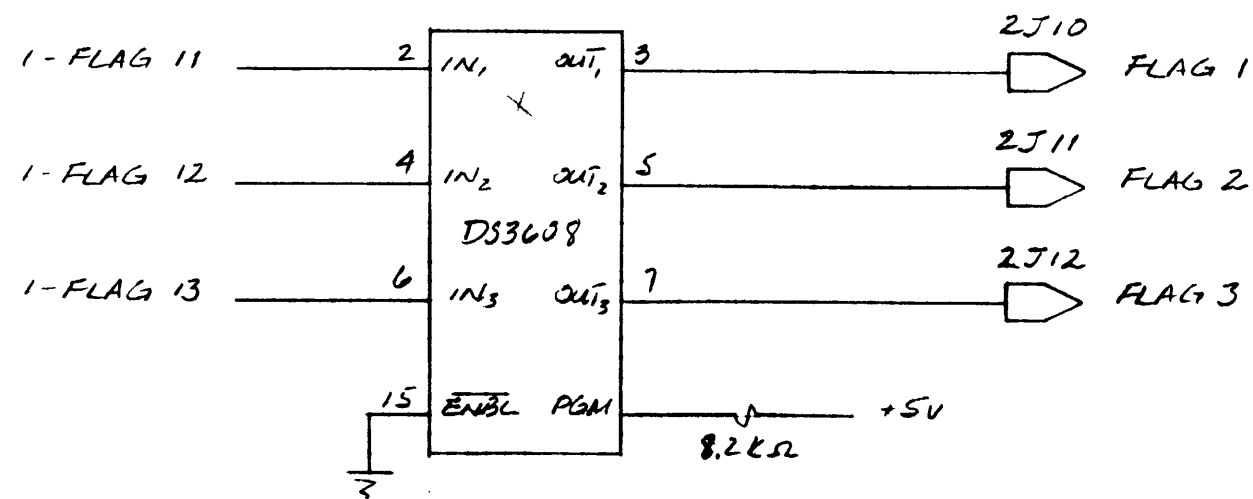 2J10
1-FLAG 11 2 IN1 OUT1 3 FLAG 1
X
2J11
1-FLAG 12 4 IN2 OUT2 5 FLAG 2
DS3608
2J12
1-FLAG 13 6 IN3 OUT3 7 FLAG 3
15 ENBL PGM +5V
8.2KΩ
3